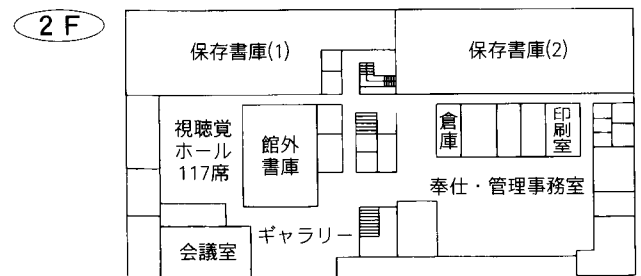 2F
保存書庫(1)
保存書庫(2)
視聴覚
ホール
117席
館外
書庫
倉庫
印刷室
奉仕・管理事務室
ギャラリー
会議室